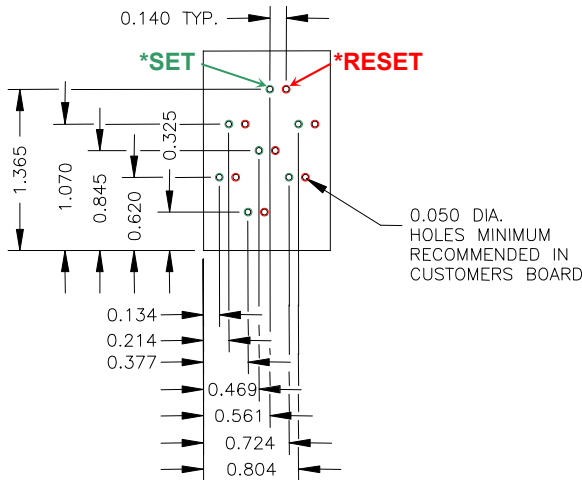 0.140 TYP.
*SET
*RESET
1.365
1.070
0.845
0.620
0.325
0.050 DIA.
HOLES MINIMUM
RECOMMENDED IN
CUSTOMERS BOARD
0.134
0.214
0.377
0.469
0.561
0.724
0.804